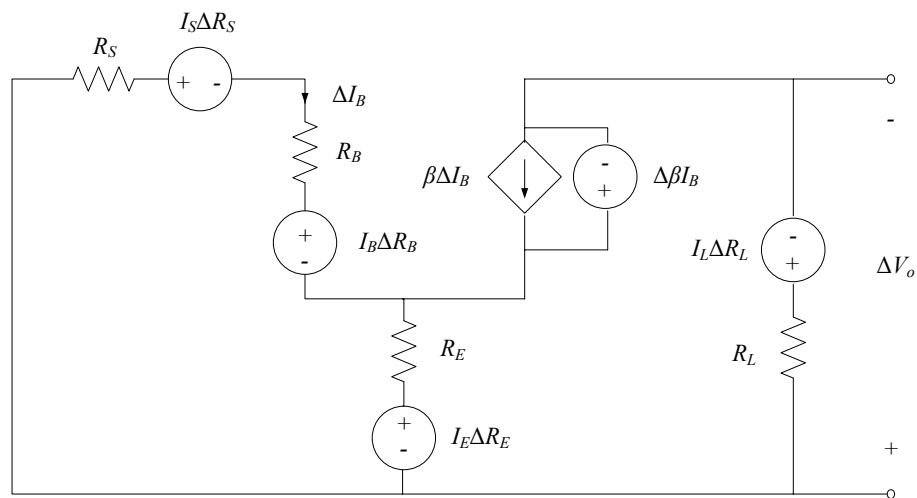 I_SΔR_S
R_S
+ -
ΔI_B
R_B
βΔI_B
-
+
ΔβI_B
-
+
-
I_BΔR_B
-
+
I_LΔR_L
ΔV_o
R_E
R_L
+
-
I_EΔR_E
+